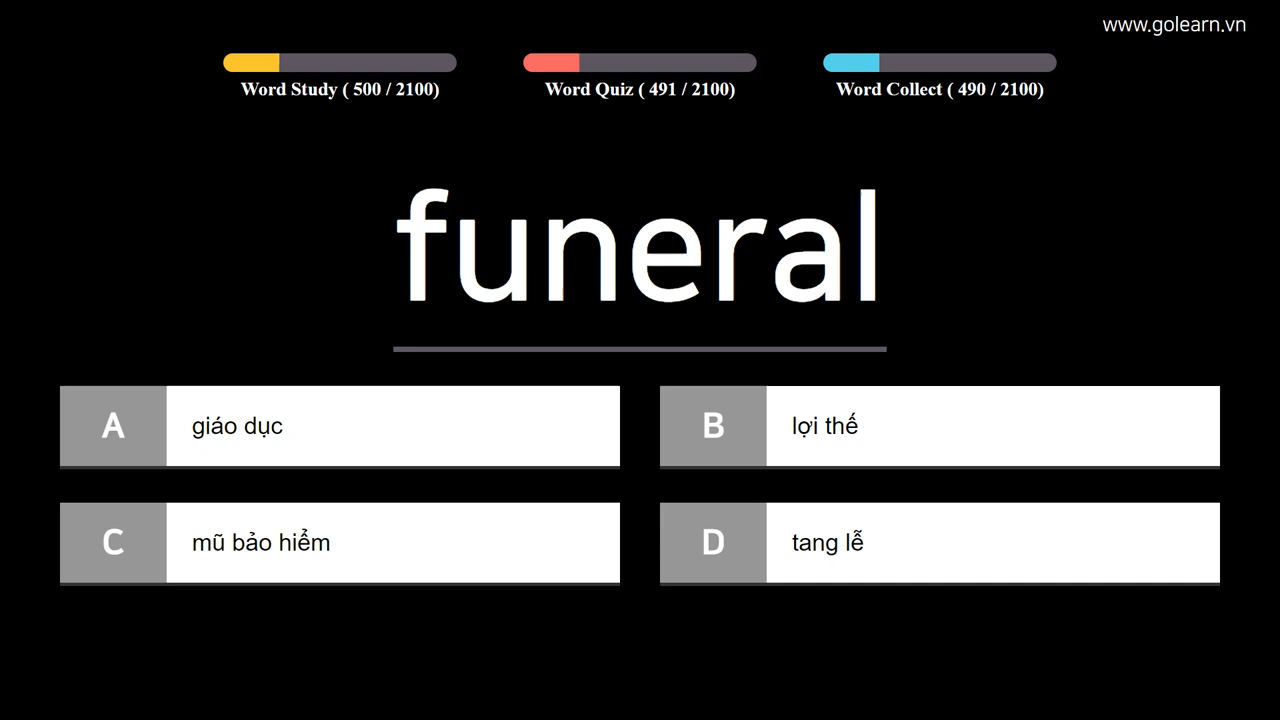 www.golearn.vn
Word Study ( 500 / 2100)
Word Quiz ( 491 / 2100)
Word Collect ( 490 / 2100)
funeral
A giáo dục
B lợi thế
C mũ bảo hiểm
D tang lễ